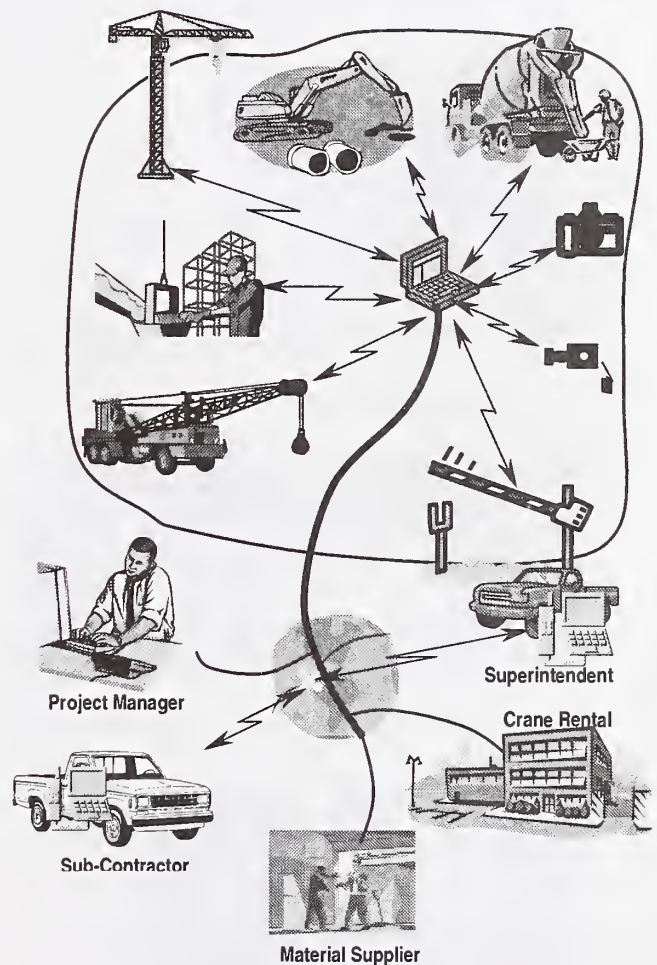 Superintendent
Project Manager
Crane Rental
Sub-Contractor
Material Supplier